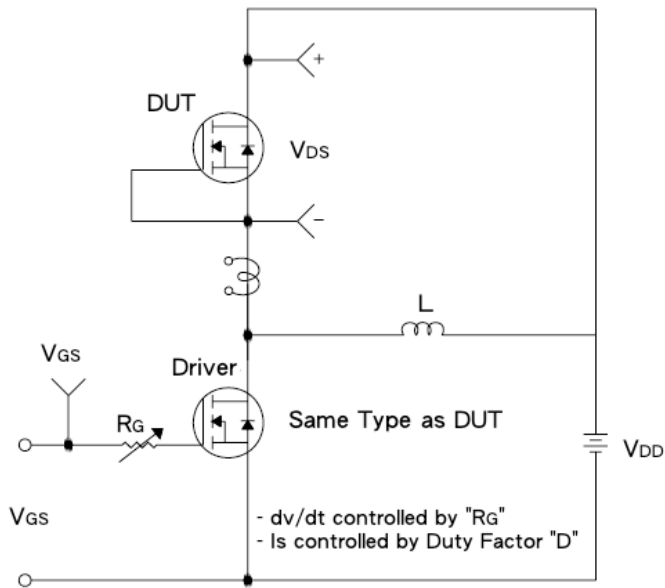 +
DUT
VDS
−
L
VGS
Driver
RG
Same Type as DUT
VDD
VGS
- dv/dt controlled by "RG"
- Is controlled by Duty Factor "D"